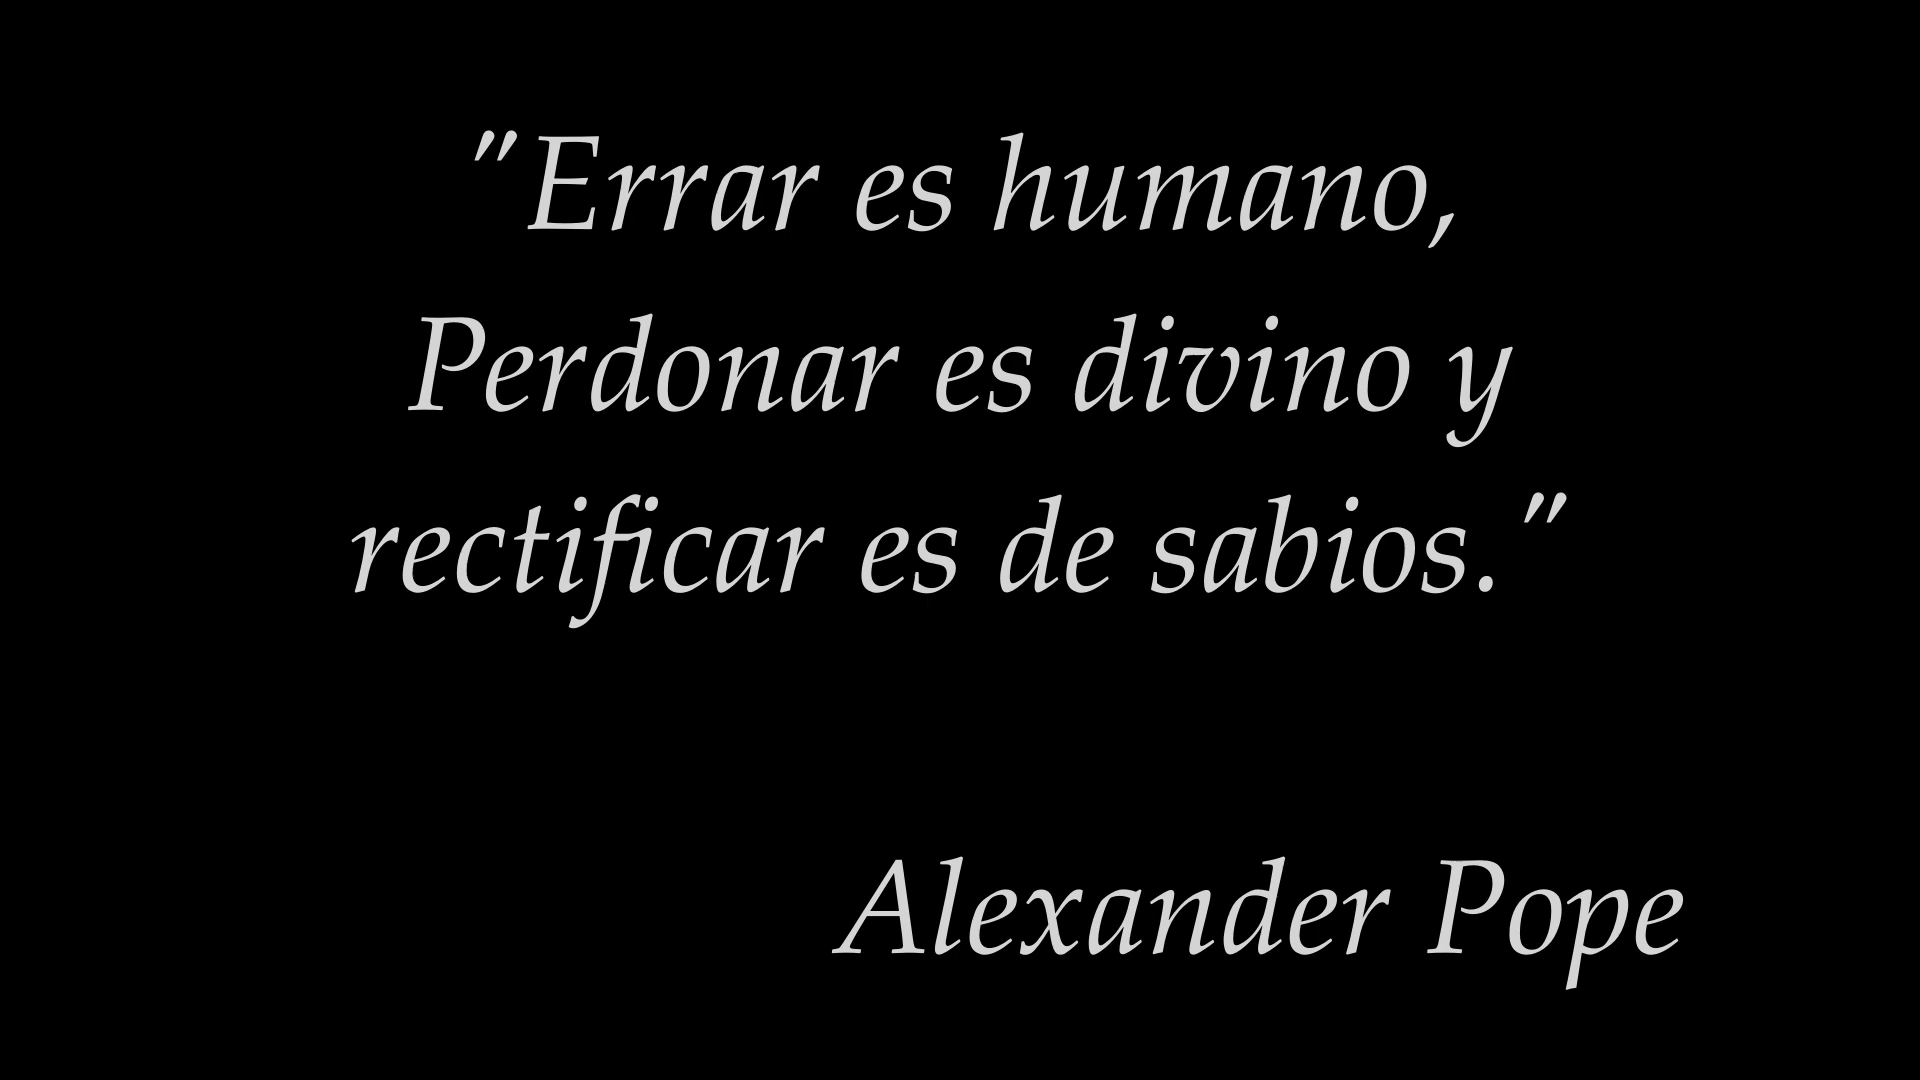 "Errar es humano,
Perdonar es divino y
rectificar es de sabios."
Alexander Pope